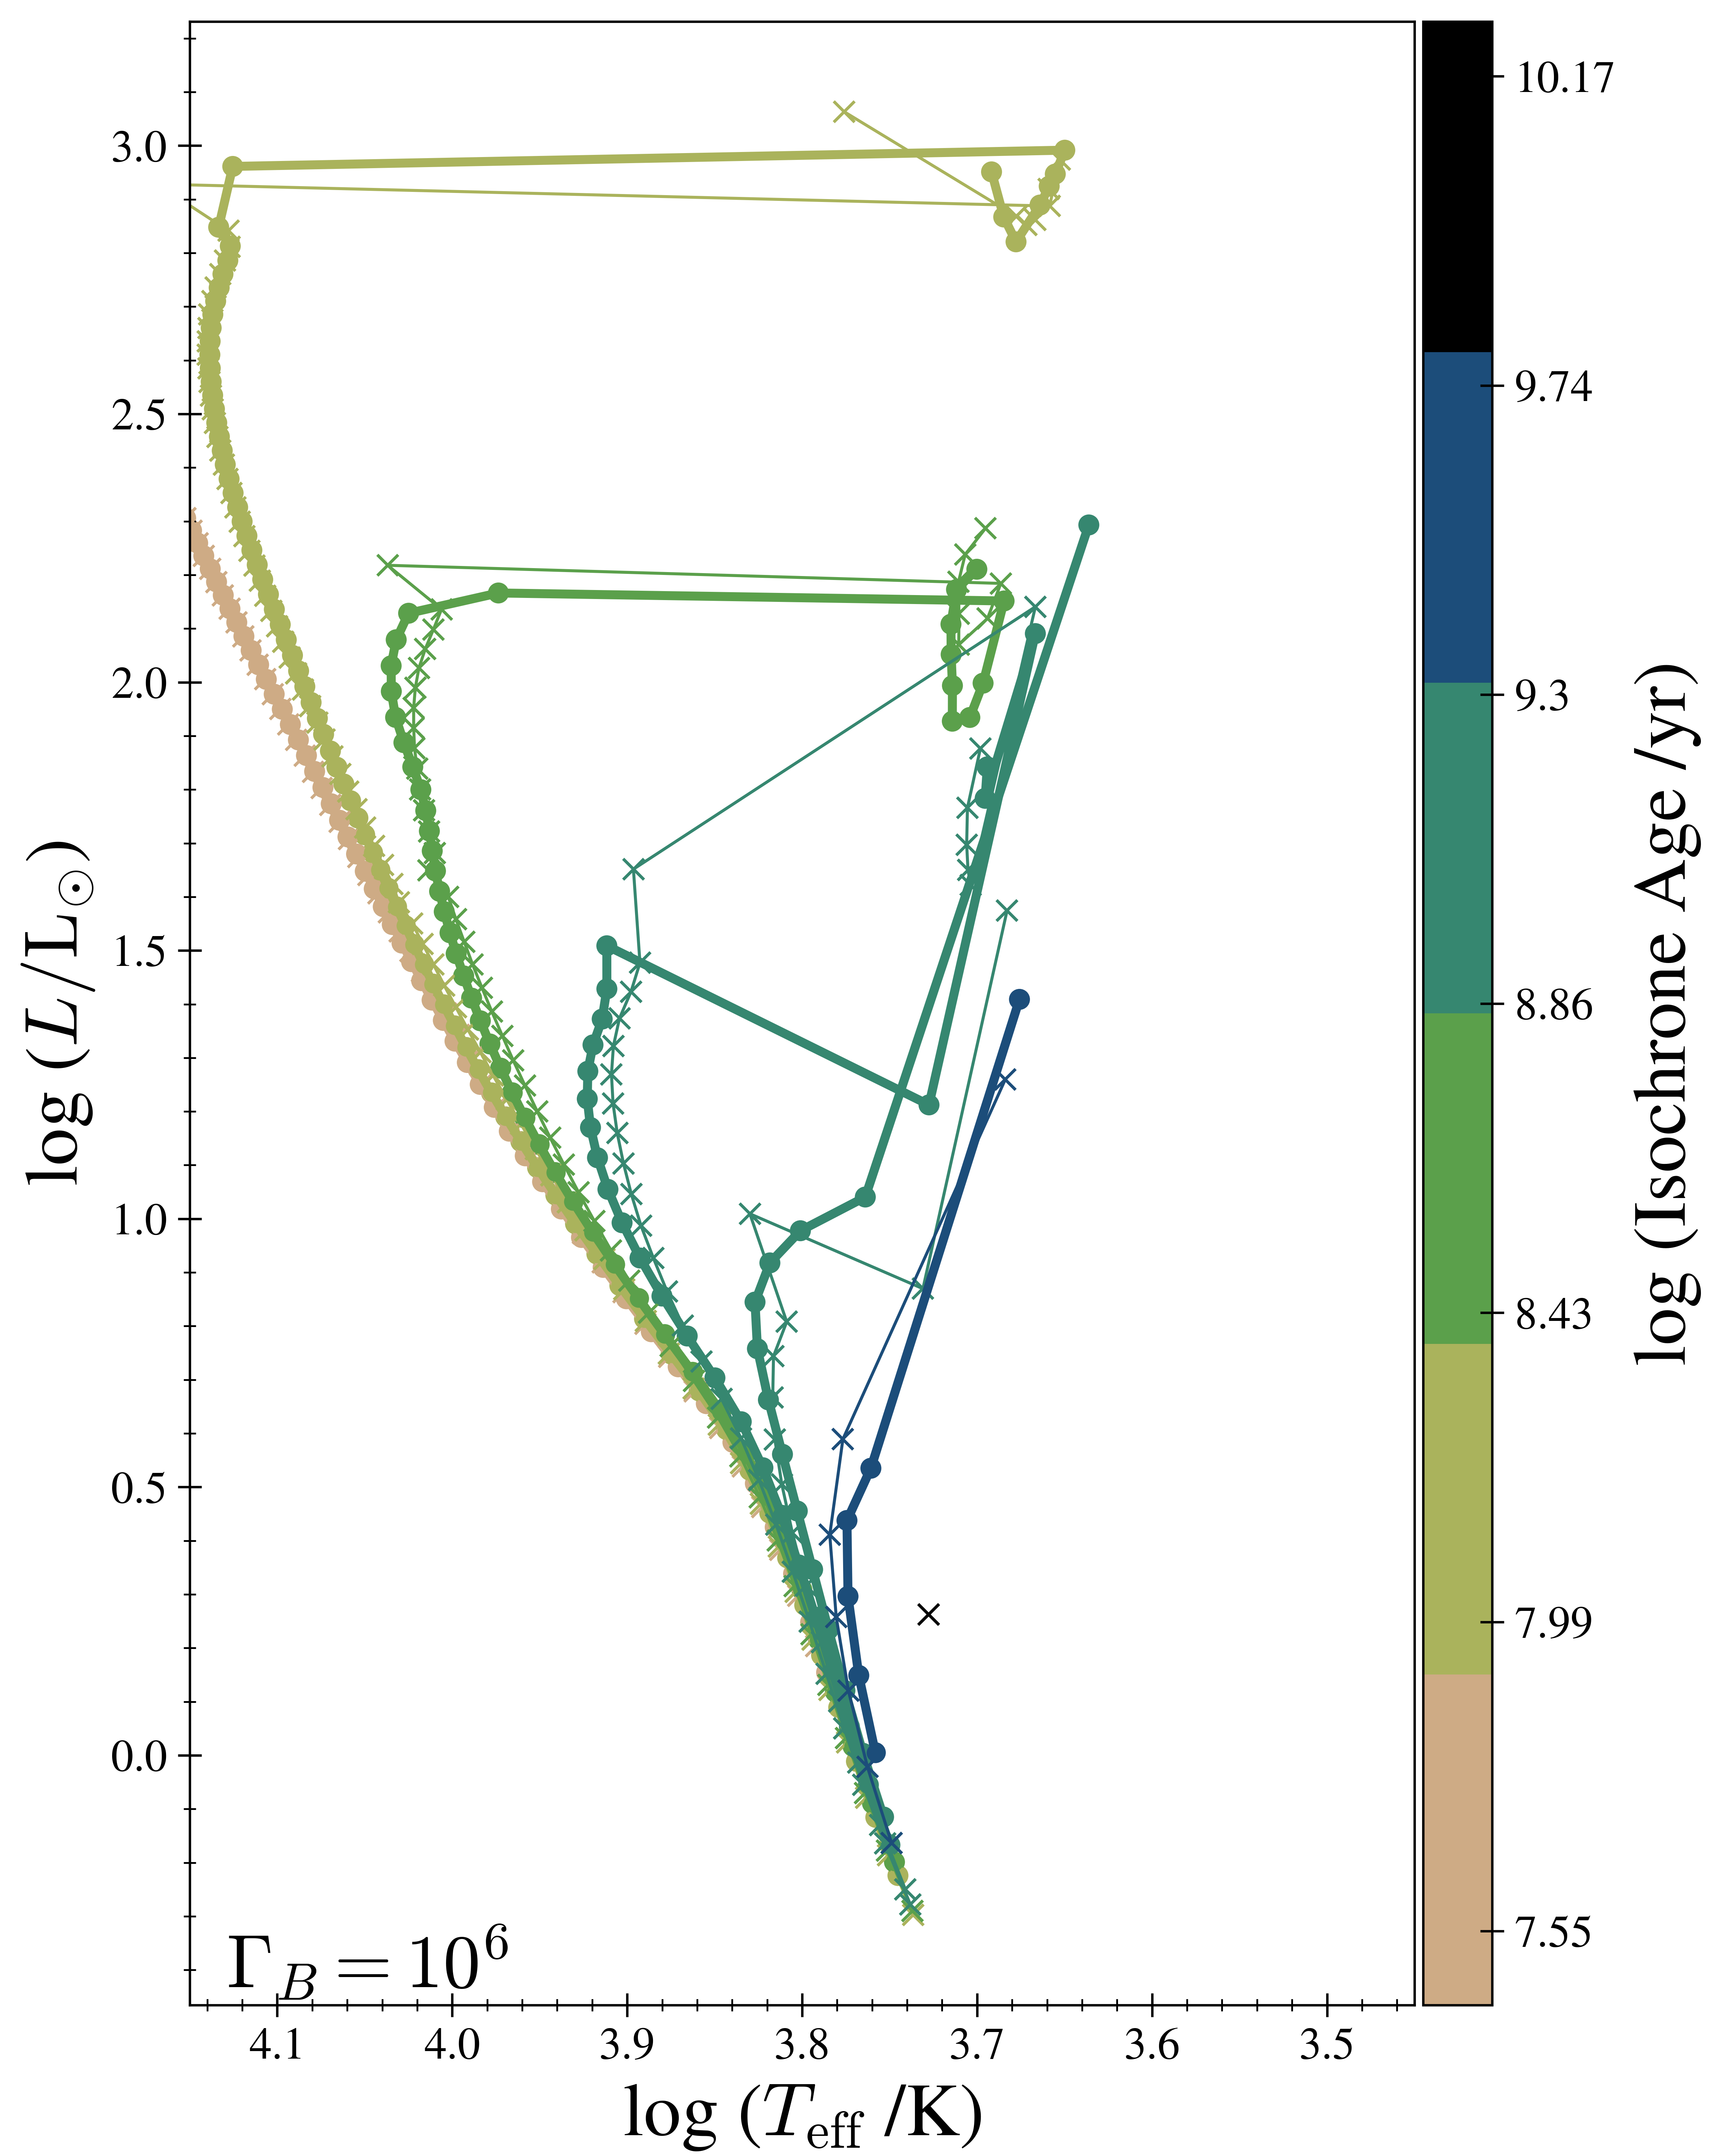 3.0
2.5
2.0
1.5
1.0
0.5
0.0
log (L/L☉)
Γ_B = 10^6
4.1 4.0 3.9 3.8 3.7 3.6 3.5
log (T_eff /K)
10.17
9.74
9.3
8.86
8.43
7.99
7.55
log (Isochrone Age /yr)